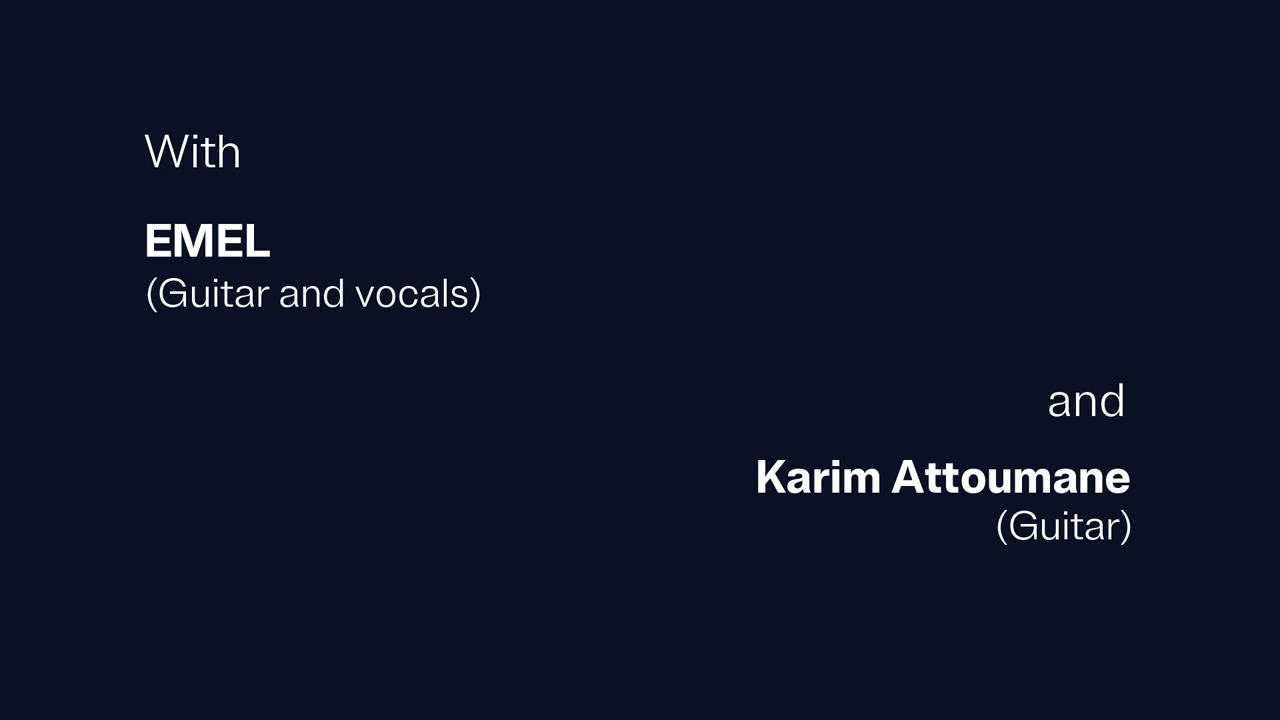 With
EMEL
(Guitar and vocals)
and
Karim Attoumane
(Guitar)